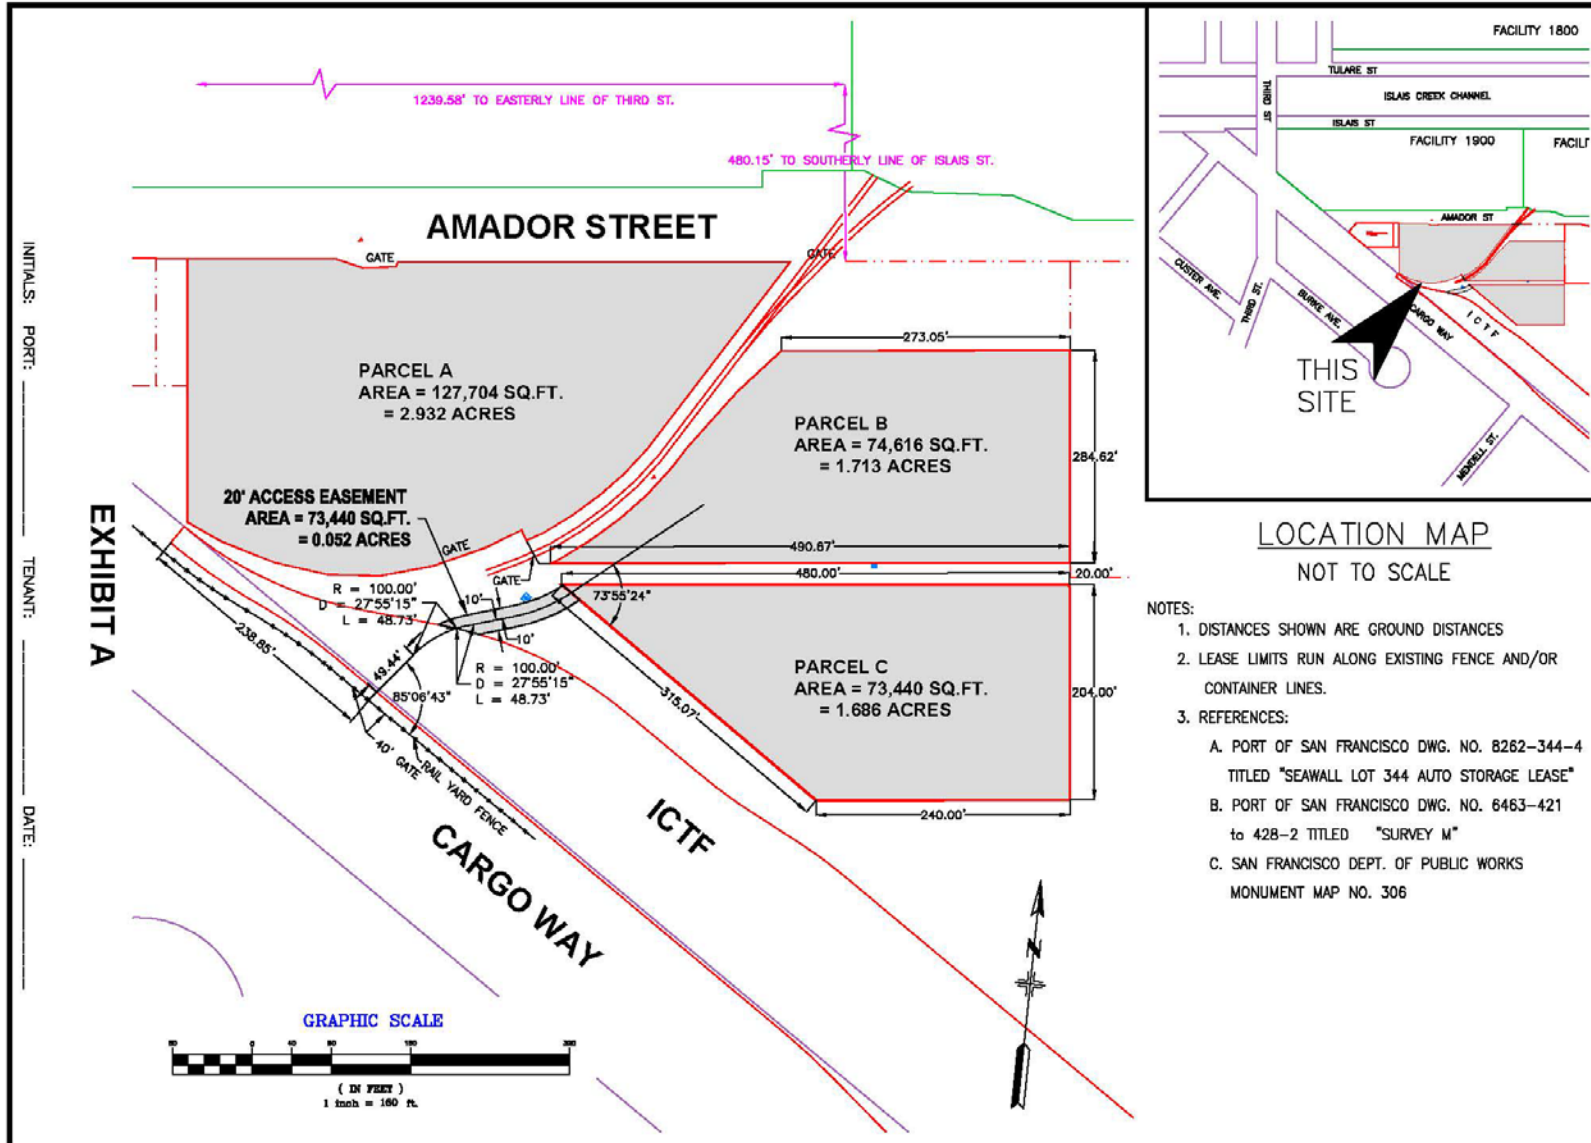 1239.58' TO EASTERLY LINE OF THIRD ST.
480.15' TO SOUTHERLY LINE OF ISLAIS ST.
AMADOR STREET
GATE
GATE
273.05'
PARCEL A
AREA = 127,704 SQ.FT.
= 2.932 ACRES
PARCEL B
AREA = 74,616 SQ.FT.
= 1.713 ACRES
284.62'
20' ACCESS EASEMENT
AREA = 73,440 SQ.FT.
= 0.052 ACRES
GATE
490.67'
480.00'
20.00'
GATE
73°55'24"
R = 100.00'
D = 27°55'15"
L = 48.73'
10'
10'
238.85'
49.44'
85°06'43"
R = 100.00'
D = 27°55'15"
L = 48.73'
PARCEL C
AREA = 73,440 SQ.FT.
= 1.686 ACRES
204.00'
315.07'
240.00'
40' GATE
RAIL YARD FENCE
ICTF
CARGO WAY
N
GRAPHIC SCALE
80 0 40 80 160 320
( IN FEET )
1 inch = 160 ft.
INITIALS: PORT: TENANT: DATE:
EXHIBIT A
FACILITY 1800
TULARE ST
THIRD ST
ISLAIS CREEK CHANNEL
ISLAIS ST
FACILITY 1900
FACILIT
AMADOR ST
CUSTER AVE.
THIRD ST.
BURKE AVE.
CARGO WAY
I C T F
MENDELL ST.
THIS
SITE
LOCATION MAP
NOT TO SCALE
NOTES:
1. DISTANCES SHOWN ARE GROUND DISTANCES
2. LEASE LIMITS RUN ALONG EXISTING FENCE AND/OR
CONTAINER LINES.
3. REFERENCES:
A. PORT OF SAN FRANCISCO DWG. NO. 8262-344-4
TITLED "SEAWALL LOT 344 AUTO STORAGE LEASE"
B. PORT OF SAN FRANCISCO DWG. NO. 6463-421
to 428-2 TITLED "SURVEY M"
C. SAN FRANCISCO DEPT. OF PUBLIC WORKS
MONUMENT MAP NO. 306